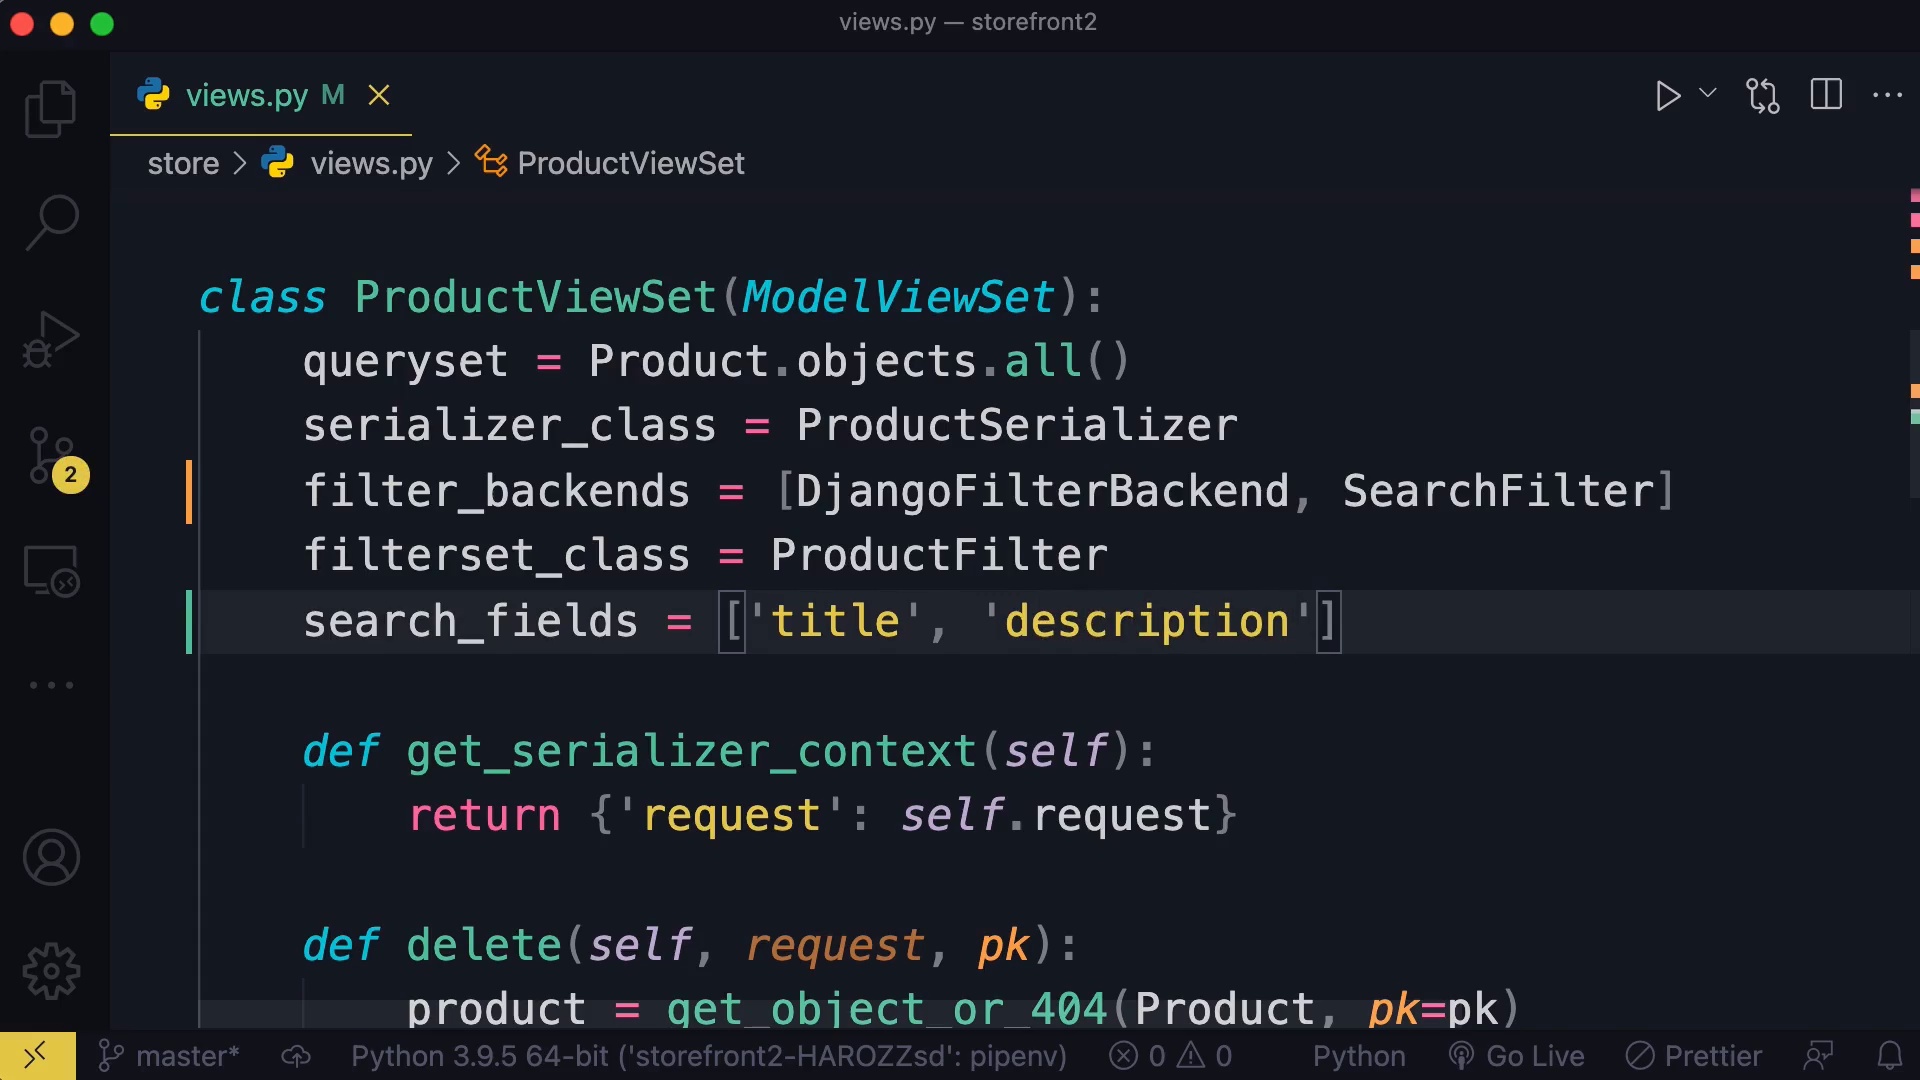 views.py — storefront2
views.py M
store > views.py > ProductViewSet
class ProductViewSet(ModelViewSet):
queryset = Product.objects.all()
serializer_class = ProductSerializer
filter_backends = [DjangoFilterBackend, SearchFilter]
filterset_class = ProductFilter
search_fields = ['title', 'description']
def get_serializer_context(self):
return {'request': self.request}
def delete(self, request, pk):
product = get_object_or_404(Product, pk=pk)
2
master* Python 3.9.5 64-bit ('storefront2-HAROZZsd': pipenv) 0 0 Python Go Live Prettier